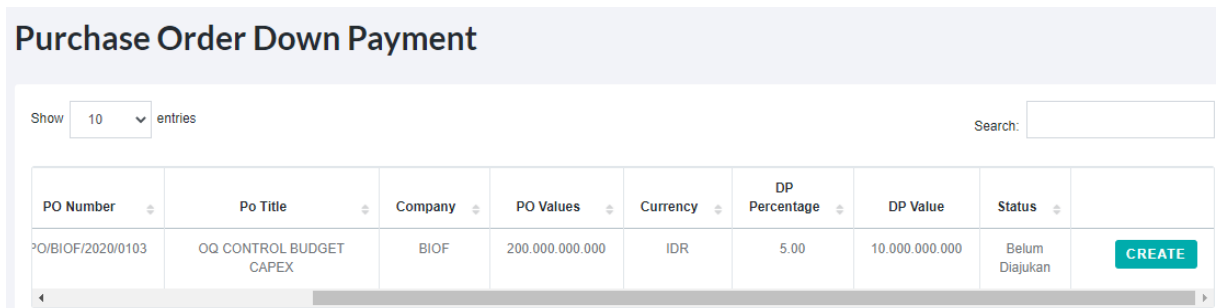 Purchase Order Down Payment
Show 10 entries
Search:
PO Number Po Title Company PO Values Currency DP Percentage DP Value Status
PO/BIOF/2020/0103 OQ CONTROL BUDGET CAPEX BIOF 200.000.000.000 IDR 5.00 10.000.000.000 Belum Diajukan CREATE